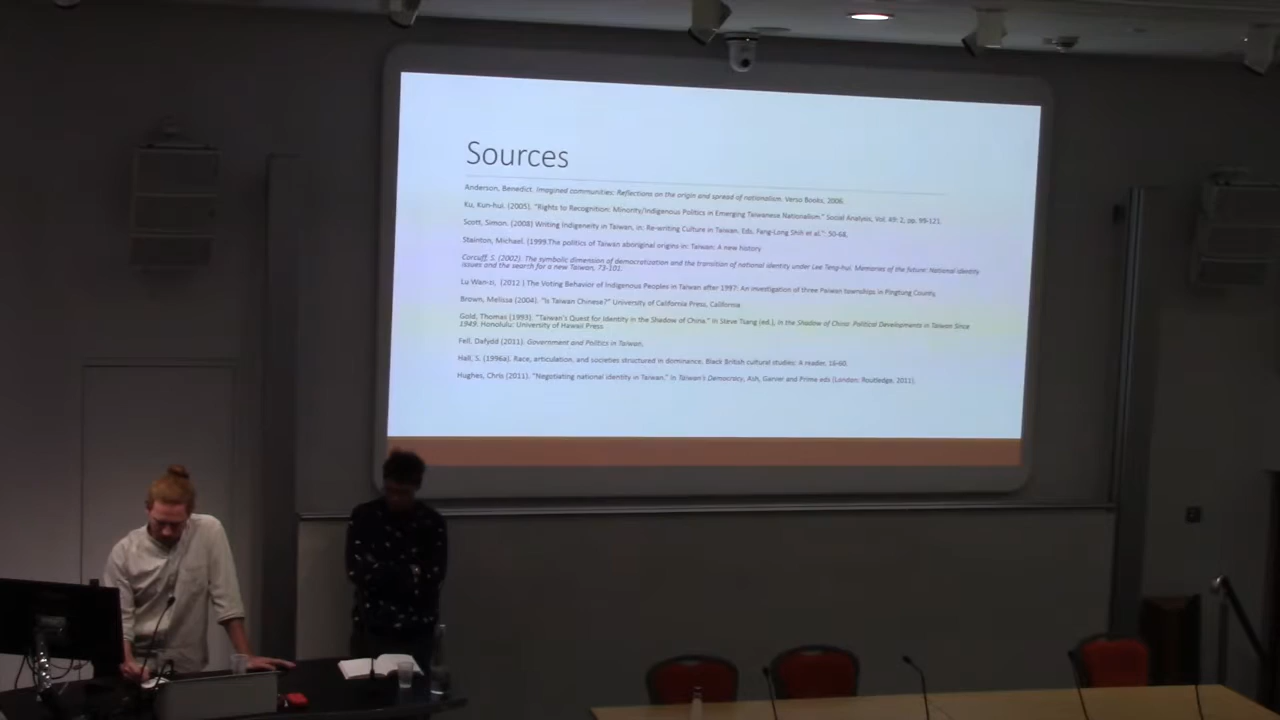 Sources
Anderson, Benedict. Imagined communities: Reflections on the origin and spread of nationalism. Verso Books, 2006.
Ku, Kun-hui. (2005). "Rights to Recognition: Minority/Indigenous Politics in Emerging Taiwanese Nationalism." Social Analysis, Vol. 49: 2, pp. 99-121.
Scott, Simon. (2008) Writing Indigeneity in Taiwan, in: Re-writing Culture in Taiwan. Eds. Fang-Long Shih et al.": 50-68.
Stainton, Michael. (1999.The politics of Taiwan aboriginal origins in: Taiwan: A new history
Corcuff, S. (2002). The symbolic dimension of democratization and the transition of national identity under Lee Teng-hui. Memories of the future: National identity
issues and the search for a new Taiwan, 73-101.
Lu Wan-si, (2012 ) The Voting Behavior of Indigenous Peoples in Taiwan after 1997: An investigation of three Paiwan townships in Pingtung County.
Brown, Melissa (2004). "Is Taiwan Chinese?" University of California Press, California
Gold, Thomas (1993). "Taiwan's Quest for Identity in the Shadow of China." In Steve Tsang (ed.), In the Shadow of China: Political Developments in Taiwan Since
1949. Honolulu: University of Hawaii Press
Fell, Dafydd (2011). Government and Politics in Taiwan.
Hall, S. (1996a). Race, articulation, and societies structured in dominance. Black British cultural studies: A reader, 16-60.
Hughes, Chris (2011). "Negotiating national identity in Taiwan," in Taiwan's Democracy, Ash, Garver and Prime eds (London: Routledge, 2011).